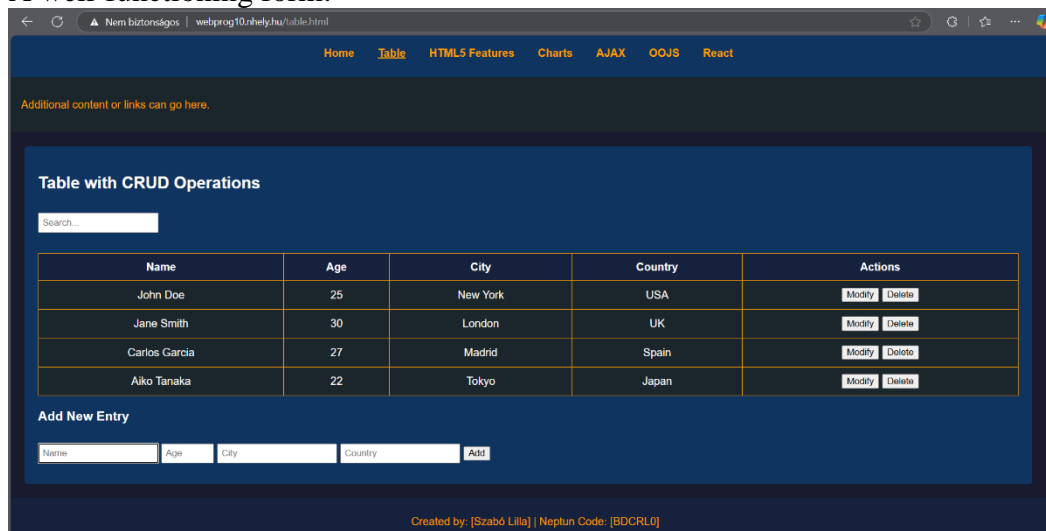 A well-functioning form:
Nem biztonságos | webprog10.nhely.hu/table.html
Home Table HTML5 Features Charts AJAX OOJS React
Additional content or links can go here.
Table with CRUD Operations
Search...
Name Age City Country Actions
John Doe 25 New York USA Modify Delete
Jane Smith 30 London UK Modify Delete
Carlos Garcia 27 Madrid Spain Modify Delete
Aiko Tanaka 22 Tokyo Japan Modify Delete
Add New Entry
Name Age City Country Add
Created by: [Szabó Lilla] | Neptun Code: [BDCRL0]